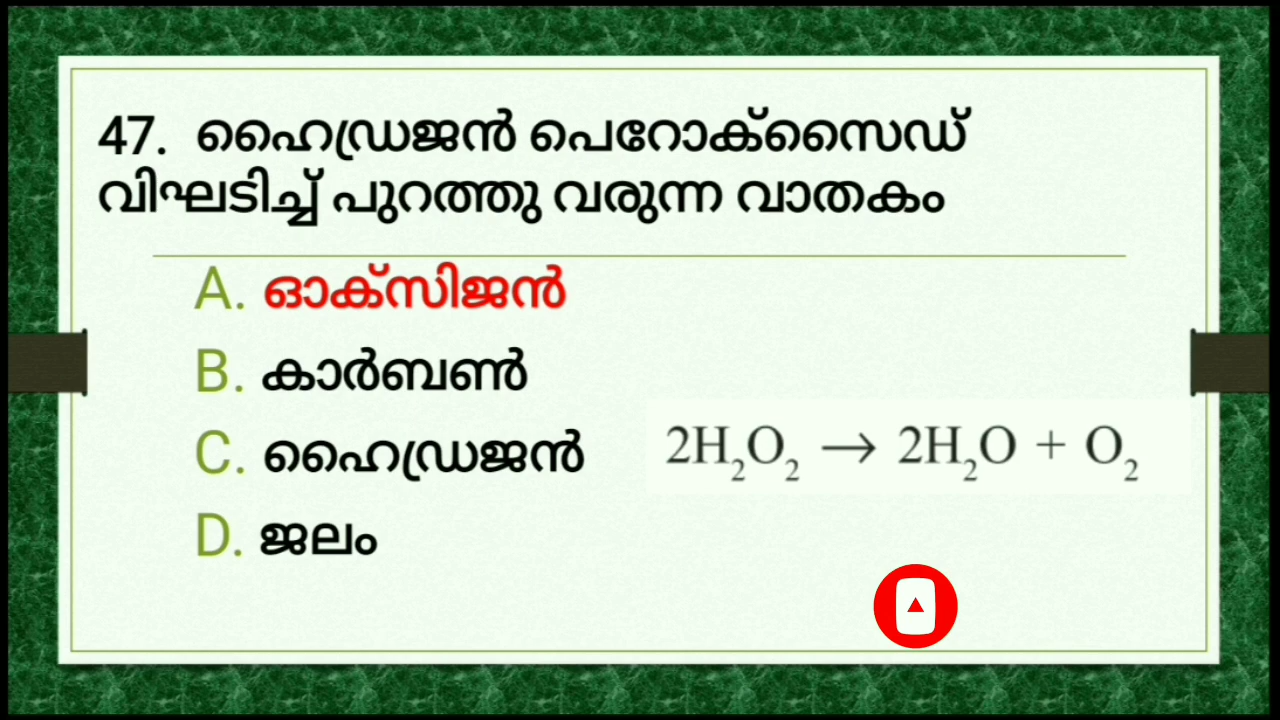 47. ഹൈഡ്രജൻ പെറോക്സൈഡ്
വിഘടിച്ച് പുറത്തു വരുന്ന വാതകം
A. ഓക്സിജൻ
B. കാർബൺ
C. ഹൈഡ്രജൻ
2H₂O₂ → 2H₂O + O₂
D. ജലം